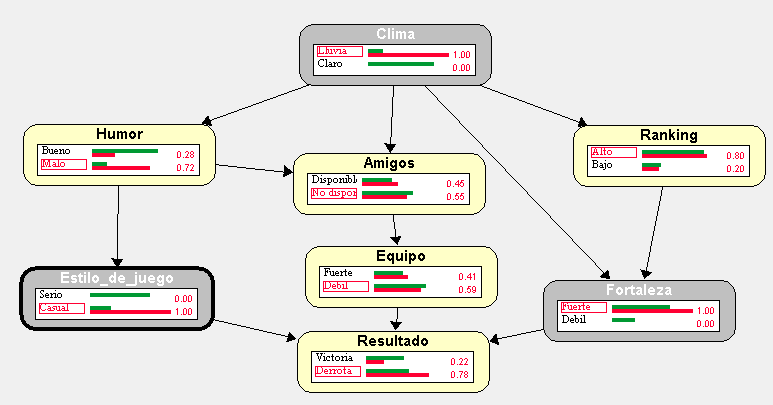 Clima
Lluvia 1.00
Claro 0.00
Humor
Bueno 0.28
Malo 0.72
Amigos
Disponibl 0.45
No dispor 0.55
Ranking
Alto 0.80
Bajo 0.20
Equipo
Fuerte 0.41
Debil 0.59
Estilo_de_juego
Serio 0.00
Casual 1.00
Fortaleza
Fuerte 1.00
Debil 0.00
Resultado
Victoria 0.22
Derrota 0.78